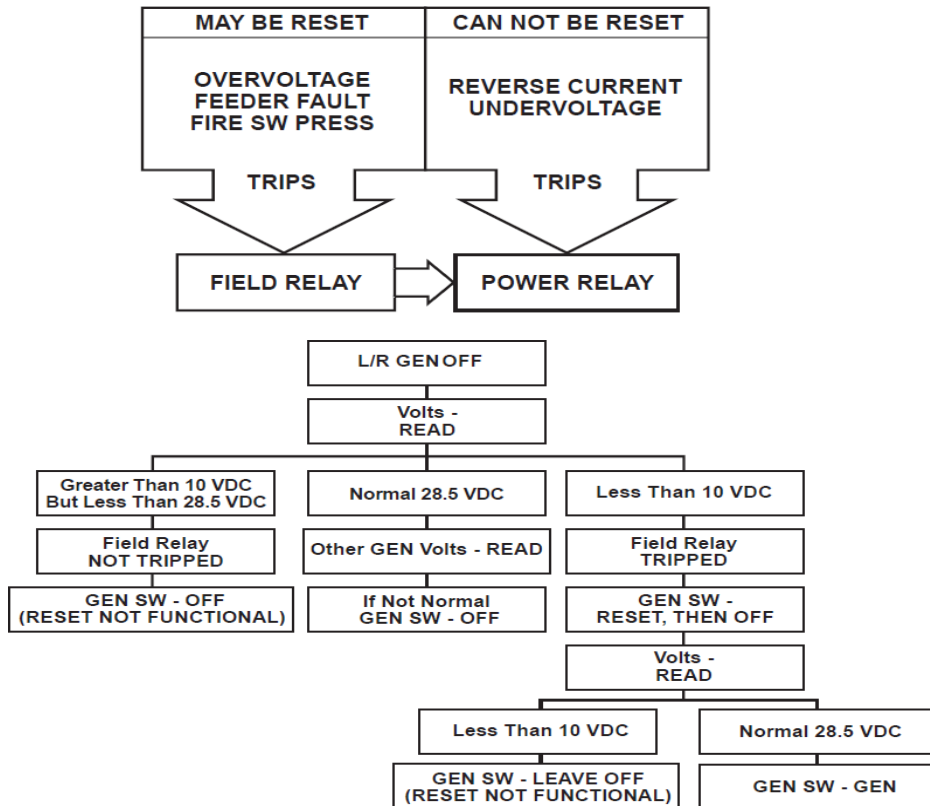 MAY BE RESET
CAN NOT BE RESET
OVERVOLTAGE
FEEDER FAULT
FIRE SW PRESS
REVERSE CURRENT
UNDERVOLTAGE
TRIPS
TRIPS
FIELD RELAY
POWER RELAY
L/R GEN OFF
Volts -
READ
Greater Than 10 VDC
But Less Than 28.5 VDC
Normal 28.5 VDC
Less Than 10 VDC
Field Relay
NOT TRIPPED
Other GEN Volts - READ
Field Relay
TRIPPED
GEN SW - OFF
(RESET NOT FUNCTIONAL)
If Not Normal
GEN SW - OFF
GEN SW -
RESET, THEN OFF
Volts -
READ
Less Than 10 VDC
Normal 28.5 VDC
GEN SW - LEAVE OFF
(RESET NOT FUNCTIONAL)
GEN SW - GEN